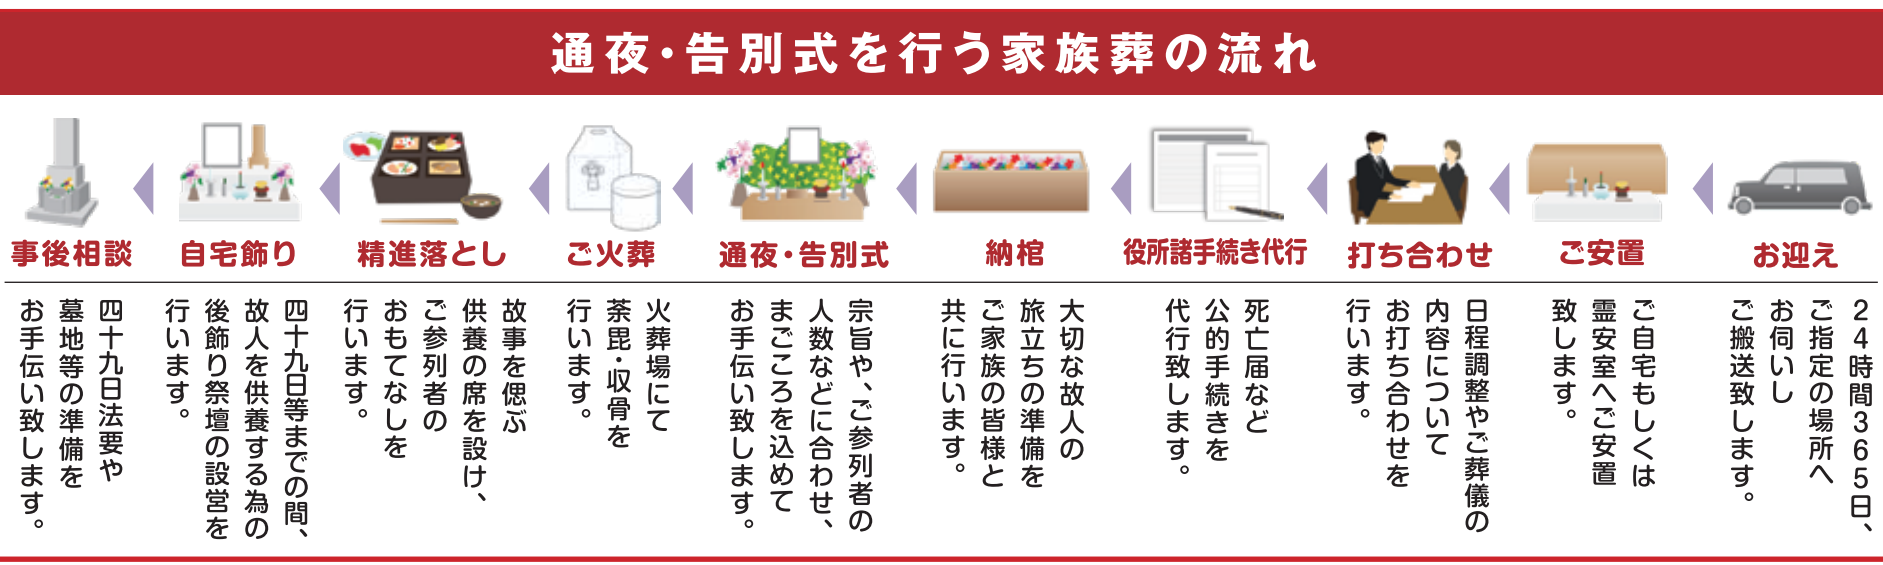 通夜・告別式を行う家族葬の流れ
お迎え
24時間365日、
ご指定の場所へ
お伺いし
ご搬送致します。
ご安置
ご自宅もしくは
霊安室へご安置
致します。
打ち合わせ
日程調整やご葬儀の
内容について
お打ち合わせを
行います。
役所諸手続き代行
死亡届など
公的手続きを
代行致します。
納棺
大切な故人の
旅立ちの準備を
ご家族の皆様と
共に行います。
通夜・告別式
宗旨や、ご参列者の
人数などに合わせ、
まごころを込めて
お手伝い致します。
ご火葬
火葬場にて
荼毘・収骨を
行います。
精進落とし
故事を偲ぶ
供養の席を設け、
ご参列者の
おもてなしを
行います。
自宅飾り
四十九日等までの間、
故人を供養する為の
後飾り祭壇の設営を
行います。
事後相談
四十九日法要や
墓地等の準備を
お手伝い致します。